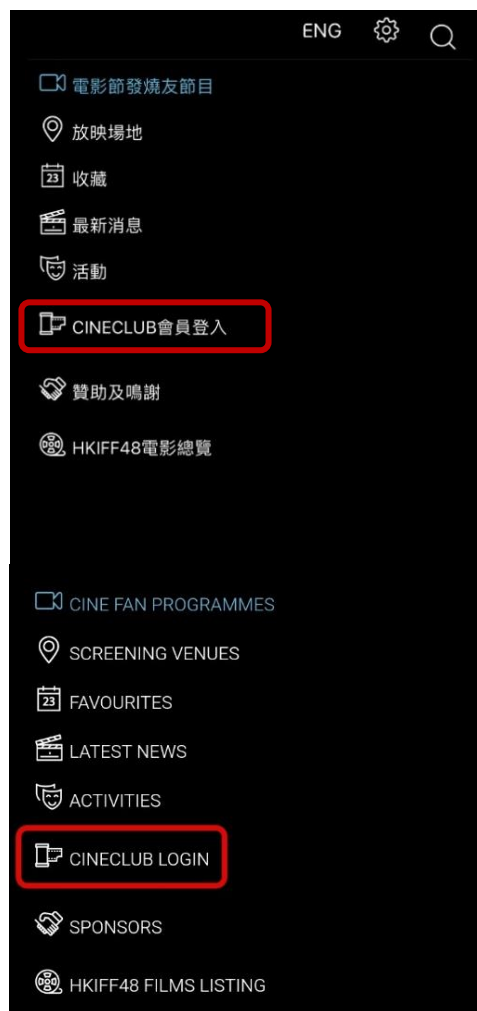 ENG
電影節發燒友節目
放映場地
23 收藏
最新消息
活動
CINECLUB會員登入
贊助及鳴謝
HKIFF48電影總覽
CINE FAN PROGRAMMES
SCREENING VENUES
23 FAVOURITES
LATEST NEWS
ACTIVITIES
CINECLUB LOGIN
SPONSORS
HKIFF48 FILMS LISTING